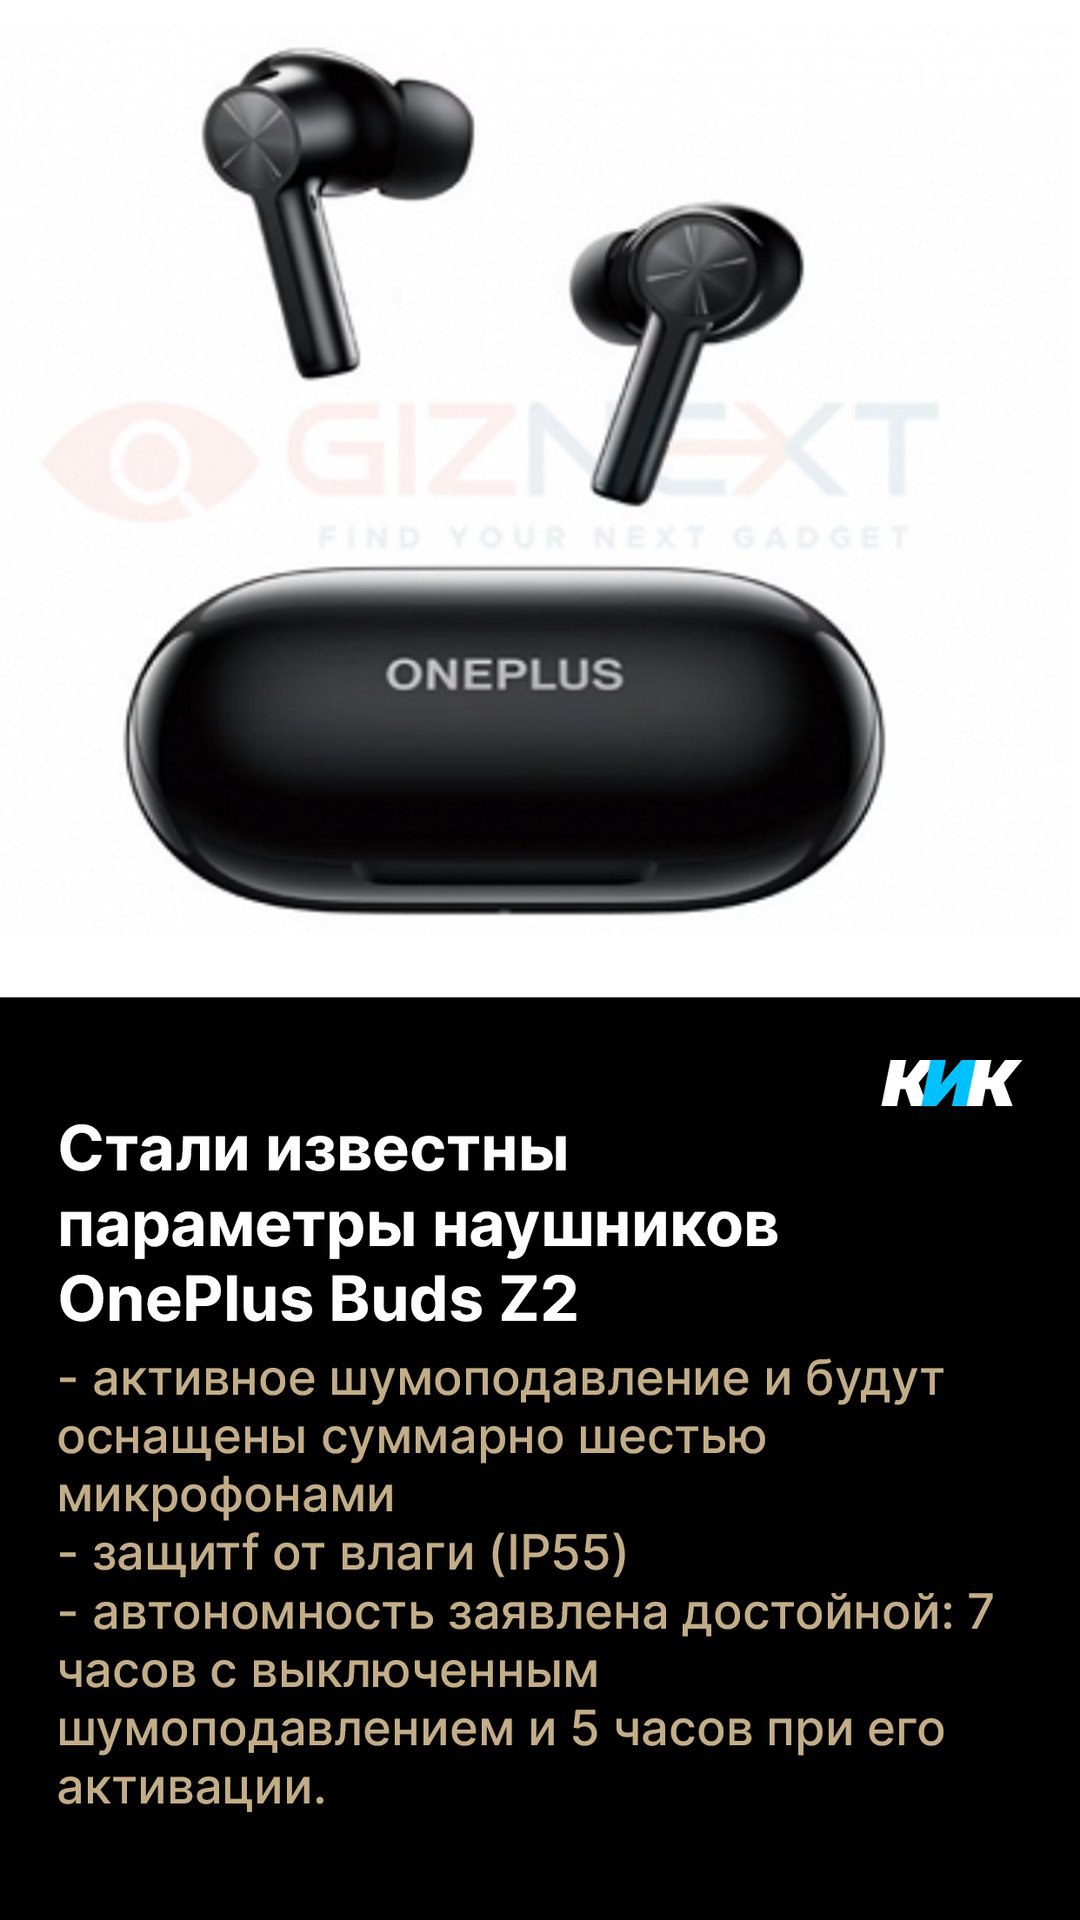 GIZNEXT
FIND YOUR NEXT GADGET
ONEPLUS
КИК
Стали известны
параметры наушников
OnePlus Buds Z2
- активное шумоподавление и будут
оснащены суммарно шестью
микрофонами
- защитf от влаги (IP55)
- автономность заявлена достойной: 7
часов с выключенным
шумоподавлением и 5 часов при его
активации.